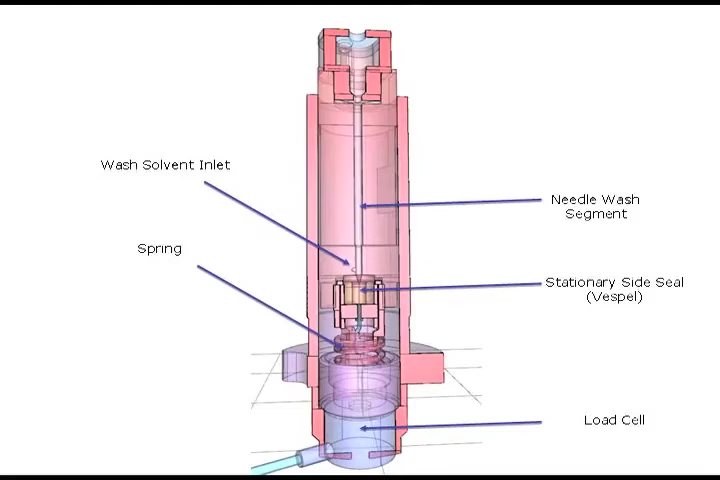 Wash Solvent Inlet
Needle Wash
Segment
Spring
Stationary Side Seal
(Vespel)
Load Cell